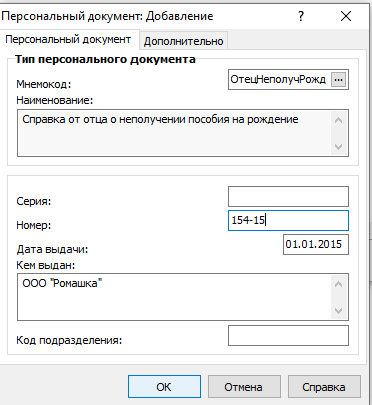 Персональный документ: Добавление
?
Персональный документ
Дополнительно
Тип персонального документа
Мнемокод:
ОтецНеполучРожд
...
Наименование:
Справка от отца о неполучении пособия на рождение
Серия:
Номер:
154-15
Дата выдачи:
01.01.2015
Кем выдан:
ООО "Ромашка"
Код подразделения:
ОК
Отмена
Справка